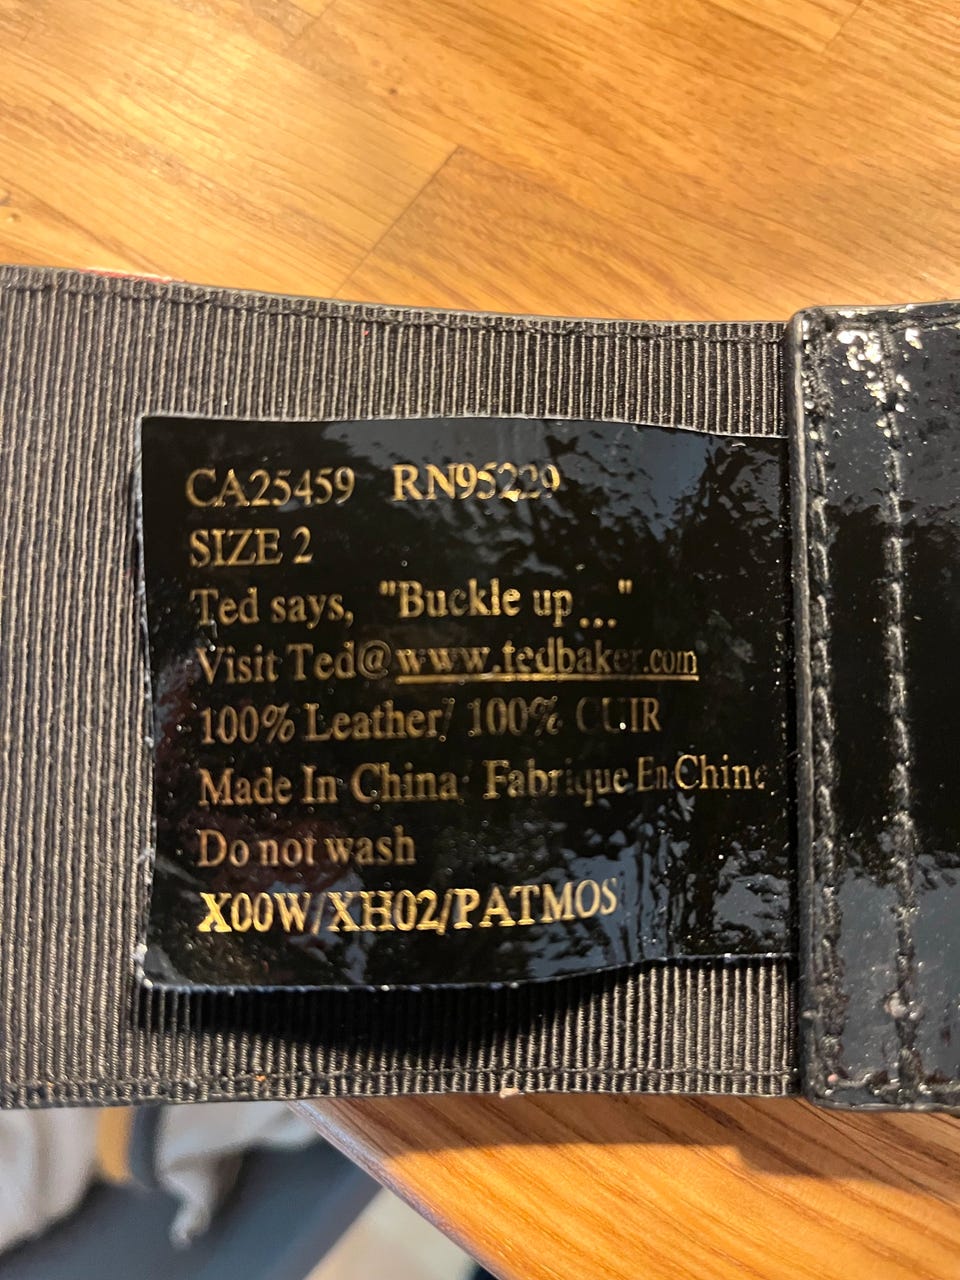 CA25459 RN95229
SIZE 2
Ted says, "Buckle up..."
Visit Ted@www.tedbaker.com
100% Leather/ 100% CUIR
Made In China/ Fabrique En Chine
Do not wash
X00W/XH02/PATMOS